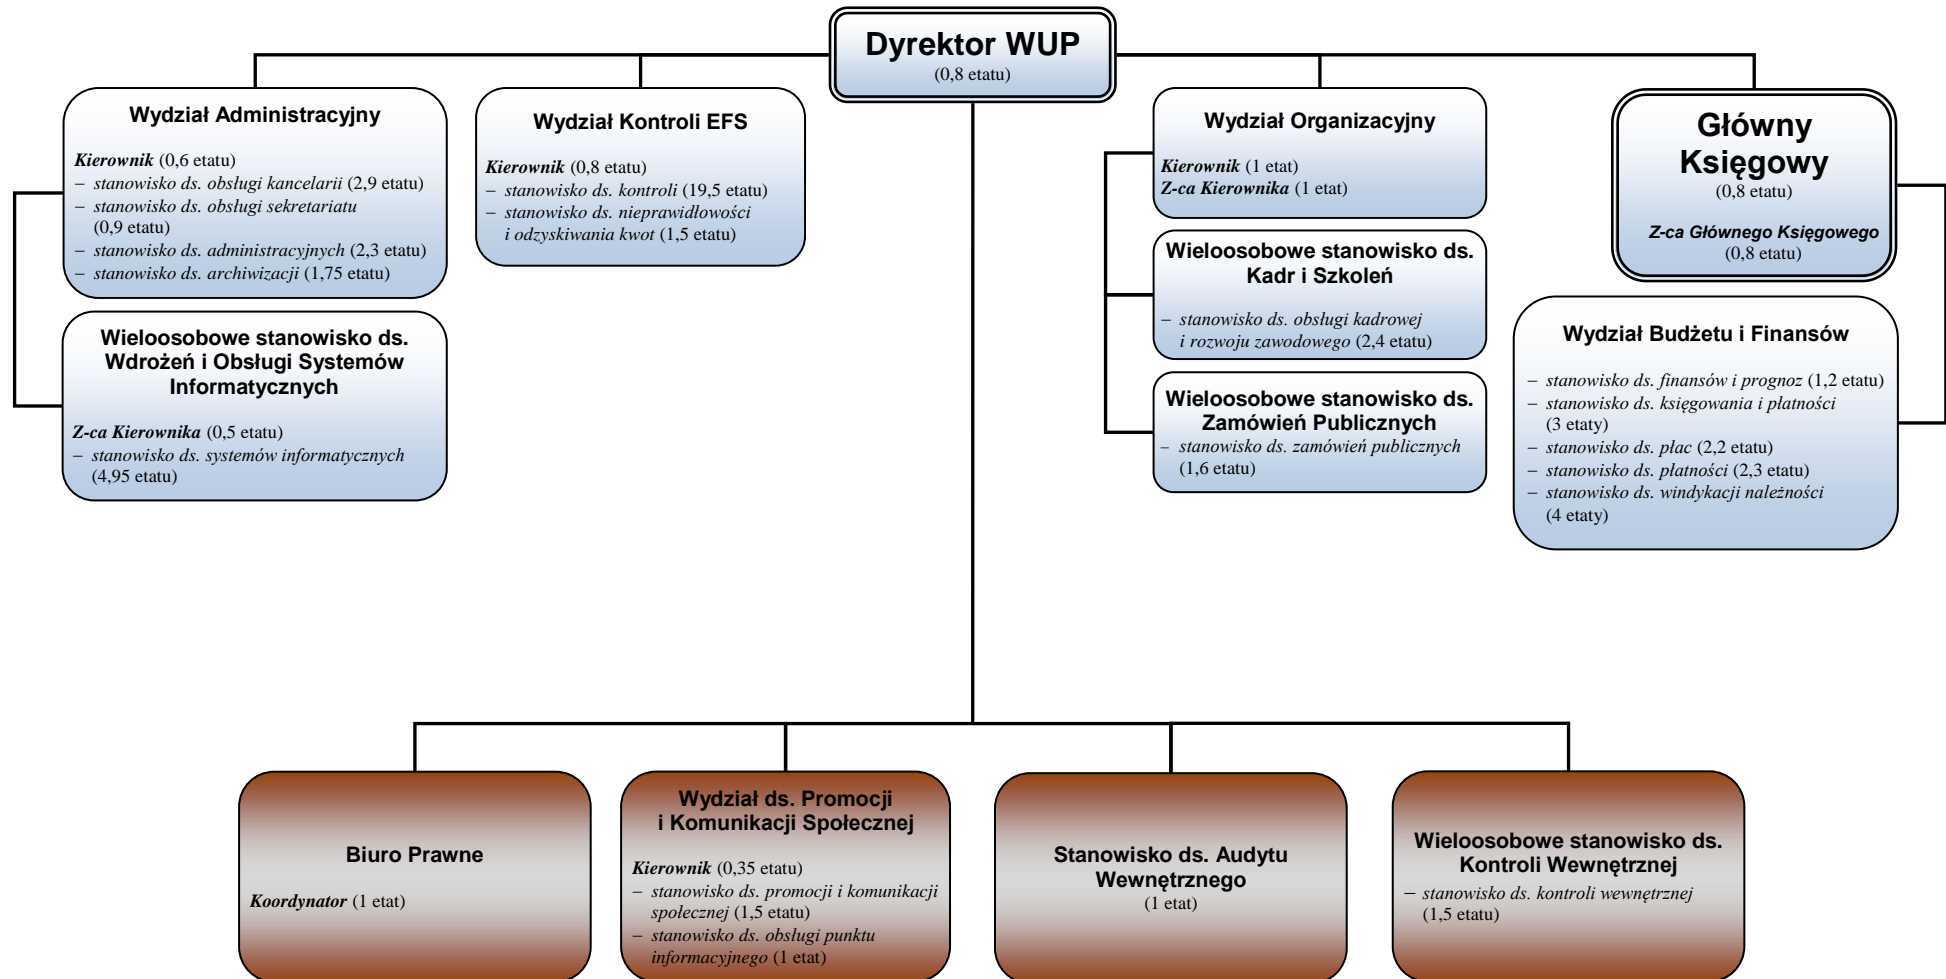 Dyrektor WUP
(0,8 etatu)
Wydział Administracyjny
Kierownik (0,6 etatu)
– stanowisko ds. obsługi kancelarii (2,9 etatu)
– stanowisko ds. obsługi sekretariatu
(0,9 etatu)
– stanowisko ds. administracyjnych (2,3 etatu)
– stanowisko ds. archiwizacji (1,75 etatu)
Wieloosobowe stanowisko ds.
Wdrożeń i Obsługi Systemów
Informatycznych
Z-ca Kierownika (0,5 etatu)
– stanowisko ds. systemów informatycznych
(4,95 etatu)
Wydział Kontroli EFS
Kierownik (0,8 etatu)
– stanowisko ds. kontroli (19,5 etatu)
– stanowisko ds. nieprawidłowości
i odzyskiwania kwot (1,5 etatu)
Wydział Organizacyjny
Kierownik (1 etat)
Z-ca Kierownika (1 etat)
Wieloosobowe stanowisko ds.
Kadr i Szkoleń
– stanowisko ds. obsługi kadrowej
i rozwoju zawodowego (2,4 etatu)
Wieloosobowe stanowisko ds.
Zamówień Publicznych
– stanowisko ds. zamówień publicznych
(1,6 etatu)
Główny
Księgowy
(0,8 etatu)
Z-ca Głównego Księgowego
(0,8 etatu)
Wydział Budżetu i Finansów
– stanowisko ds. finansów i prognoz (1,2 etatu)
– stanowisko ds. księgowania i płatności
(3 etaty)
– stanowisko ds. płac (2,2 etatu)
– stanowisko ds. płatności (2,3 etatu)
– stanowisko ds. windykacji należności
(4 etaty)
Biuro Prawne
Koordynator (1 etat)
Wydział ds. Promocji
i Komunikacji Społecznej
Kierownik (0,35 etatu)
– stanowisko ds. promocji i komunikacji
społecznej (1,5 etatu)
– stanowisko ds. obsługi punktu
informacyjnego (1 etat)
Stanowisko ds. Audytu
Wewnętrznego
(1 etat)
Wieloosobowe stanowisko ds.
Kontroli Wewnętrznej
– stanowisko ds. kontroli wewnętrznej
(1,5 etatu)